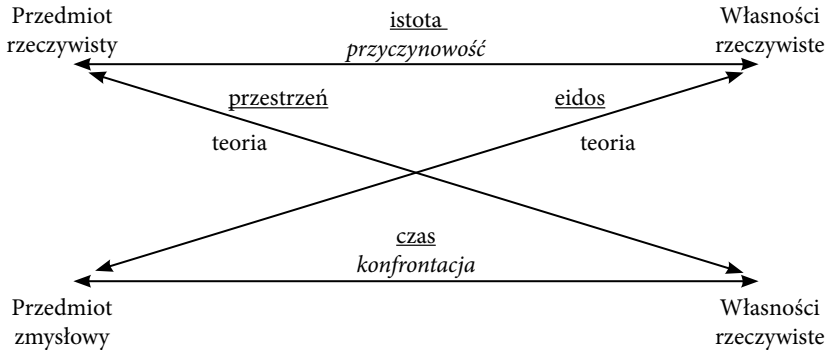 Przedmiot
rzeczywisty
istota
przyczynowość
Własności
rzeczywiste
przestrzeń
eidos
teoria
teoria
czas
konfrontacja
Przedmiot
zmysłowy
Własności
rzeczywiste